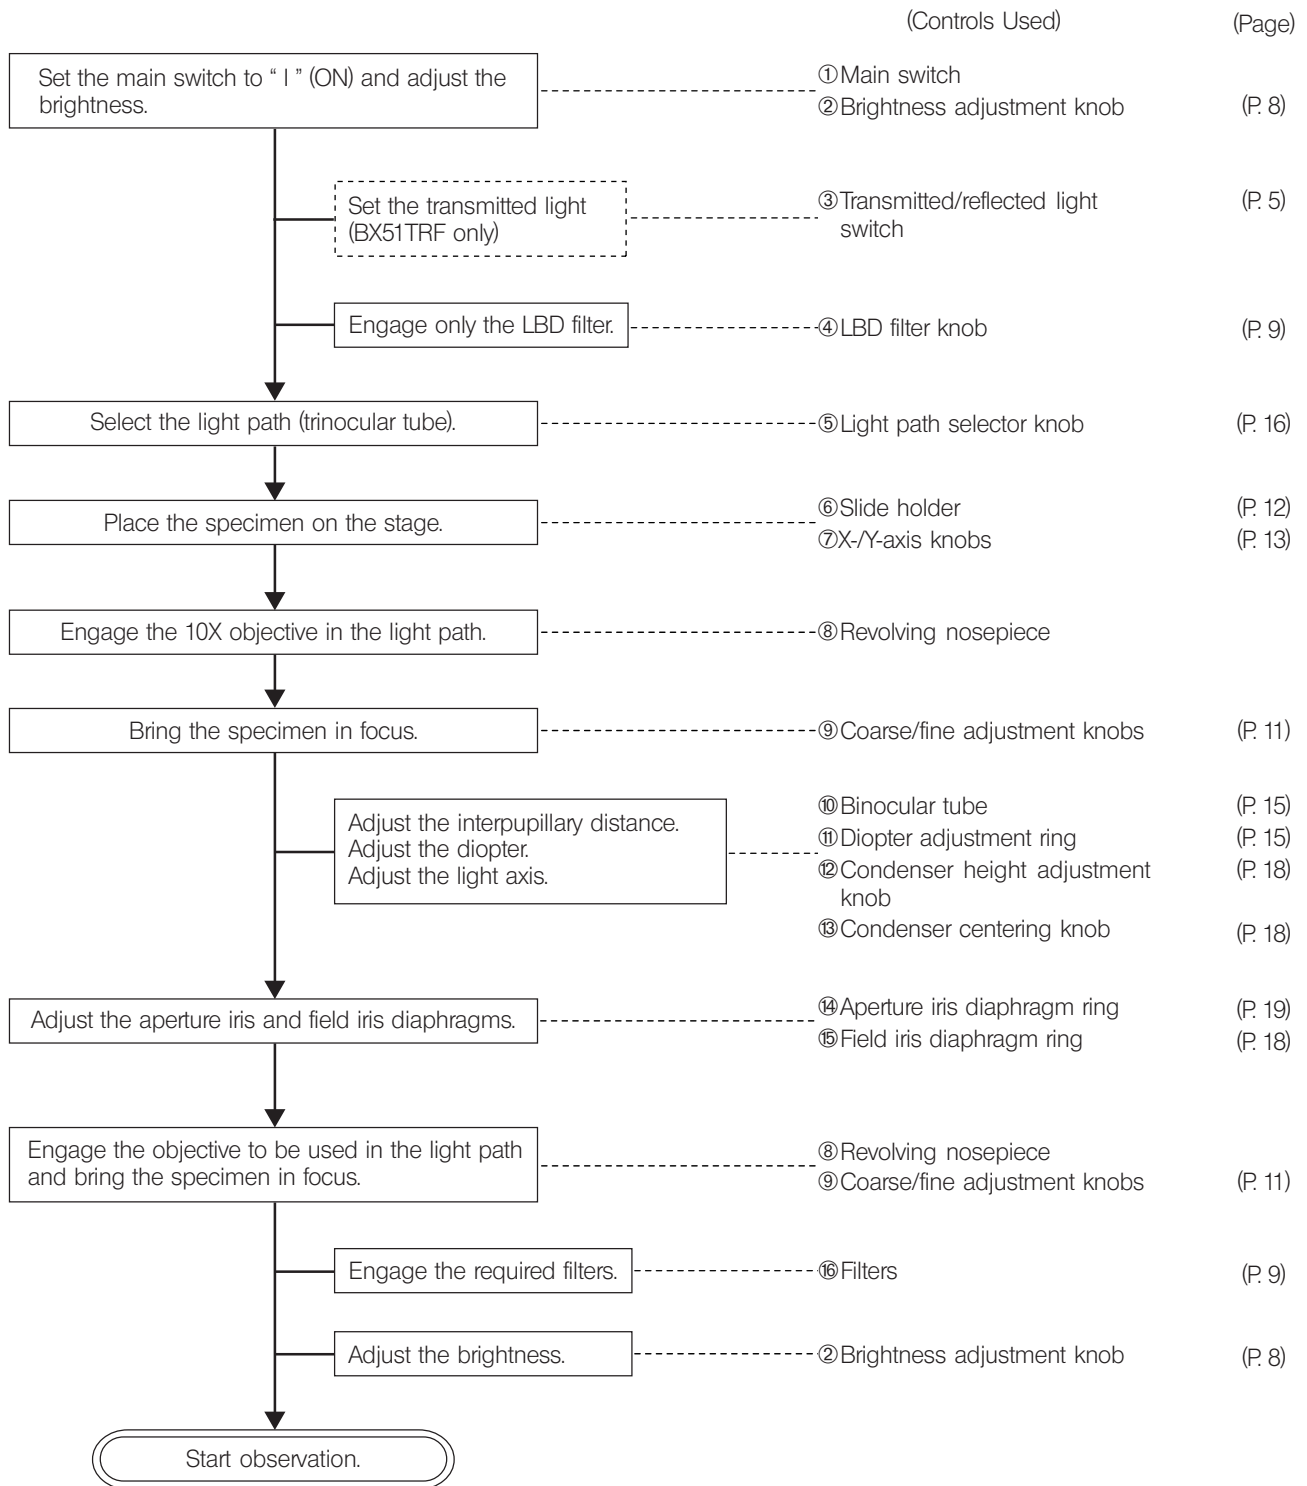 (Controls Used) (Page)
Set the main switch to “ I ” (ON) and adjust the
brightness.
①Main switch
②Brightness adjustment knob (P. 8)
Set the transmitted light
(BX51TRF only)
③Transmitted/reflected light (P. 5)
switch
Engage only the LBD filter.
④LBD filter knob (P. 9)
Select the light path (trinocular tube).
⑤Light path selector knob (P. 16)
Place the specimen on the stage.
⑥Slide holder (P. 12)
⑦X-/Y-axis knobs (P. 13)
Engage the 10X objective in the light path.
⑧Revolving nosepiece
Bring the specimen in focus.
⑨Coarse/fine adjustment knobs (P. 11)
Adjust the interpupillary distance.
Adjust the diopter.
Adjust the light axis.
⑩Binocular tube (P. 15)
⑪Diopter adjustment ring (P. 15)
⑫Condenser height adjustment (P. 18)
knob
⑬Condenser centering knob (P. 18)
Adjust the aperture iris and field iris diaphragms.
⑭Aperture iris diaphragm ring (P. 19)
⑮Field iris diaphragm ring (P. 18)
Engage the objective to be used in the light path
and bring the specimen in focus.
⑧Revolving nosepiece
⑨Coarse/fine adjustment knobs (P. 11)
Engage the required filters.
⑯Filters (P. 9)
Adjust the brightness.
②Brightness adjustment knob (P. 8)
Start observation.